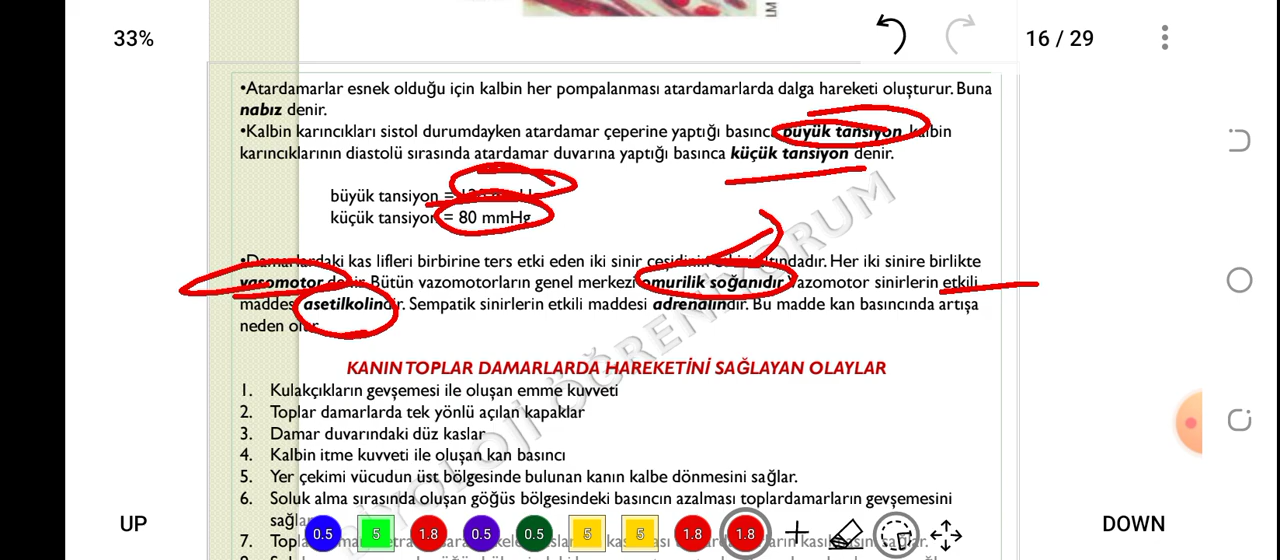 33%
16 / 29
LM
•Atardamarlar esnek olduğu için kalbin her pompalanması atardamarlarda dalga hareketi oluşturur. Buna
nabız denir.
•Kalbin karıncıkları sistol durumdayken atardamar çeperine yaptığı basınca büyük tansiyon, kalbin
karıncıklarının diastolü sırasında atardamar duvarına yaptığı basınca küçük tansiyon denir.
büyük tansiyon = 120 mmHg
küçük tansiyon = 80 mmHg
•Damarlardaki kas lifleri birbirine ters etki eden iki sinir çeşidinin etkisi altındadır. Her iki sinire birlikte
vasomotor denir. Bütün vazomotorların genel merkezi omurilik soğanıdır. Vazomotor sinirlerin etkili
maddesi asetilkolindir. Sempatik sinirlerin etkili maddesi adrenalindir. Bu madde kan basıncında artışa
neden olur.
BİYOLOJİ ÖĞRENİYORUM
KANIN TOPLAR DAMARLARDA HAREKETİNİ SAĞLAYAN OLAYLAR
1. Kulakçıkların gevşemesi ile oluşan emme kuvveti
2. Toplar damarlarda tek yönlü açılan kapaklar
3. Damar duvarındaki düz kaslar
4. Kalbin itme kuvveti ile oluşan kan basıncı
5. Yer çekimi vücudun üst bölgesinde bulunan kanın kalbe dönmesini sağlar.
6. Soluk alma sırasında oluşan göğüs bölgesindeki basıncın azalması toplardamarların gevşemesini
sağlar
7.
UP
DOWN
0.5 5 1.8 0.5 0.5 5 5 1.8 1.8